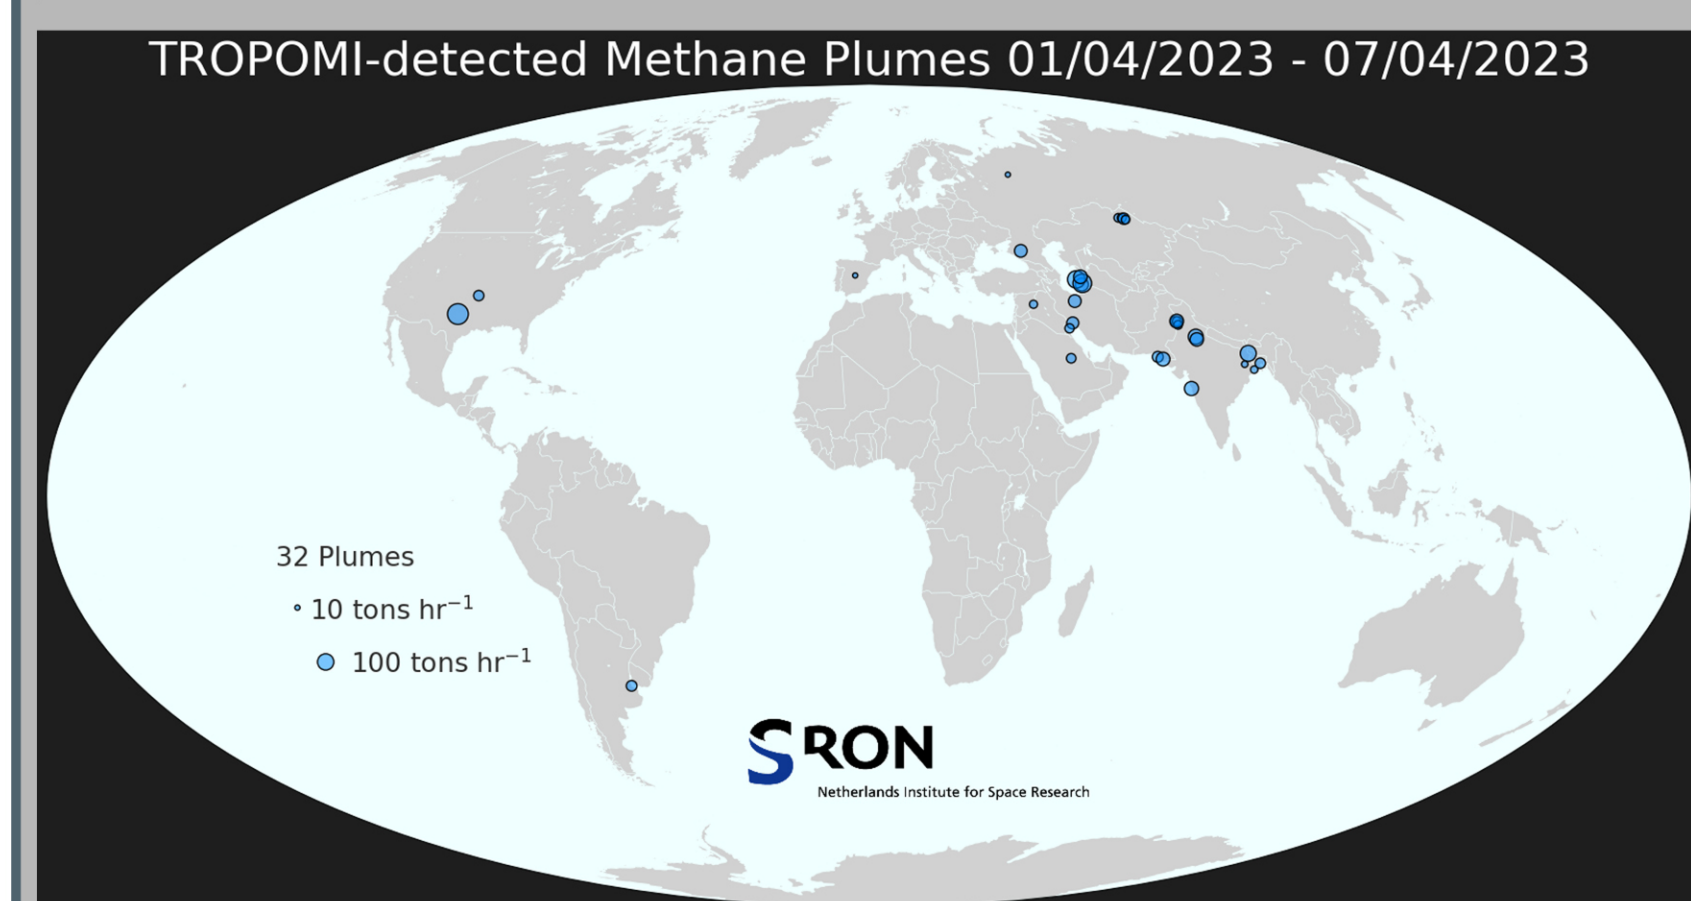 TROPOMI-detected Methane Plumes 01/04/2023 - 07/04/2023
32 Plumes
10 tons hr⁻¹
100 tons hr⁻¹
SRON
Netherlands Institute for Space Research